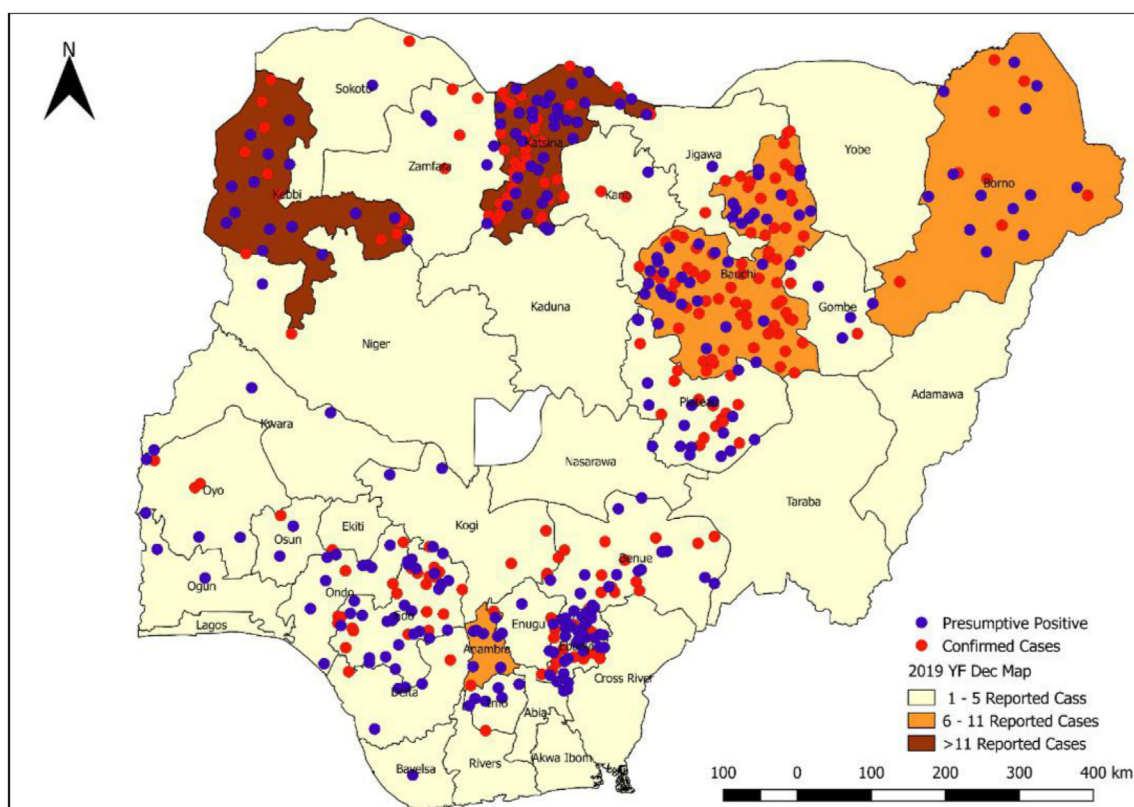 N
Sokoto
Katsina
Zamfara
Jigawa
Yobe
Kano
Kebbi
Borno
Bauchi
Gombe
Kaduna
Niger
Adamawa
Plateau
Kwara
Nasarawa
Taraba
Oyo
Ekiti
Kogi
Osun
Benue
Ogun
Ondo
Lagos
Edo
Enugu
Anambra
Ebonyi
Cross River
Delta
Imo
Abia
Bayelsa
Rivers
Akwa Ibom
Presumptive Positive
Confirmed Cases
2019 YF Dec Map
1 - 5 Reported Cass
6 - 11 Reported Cases
>11 Reported Cases
100 0 100 200 300 400 km